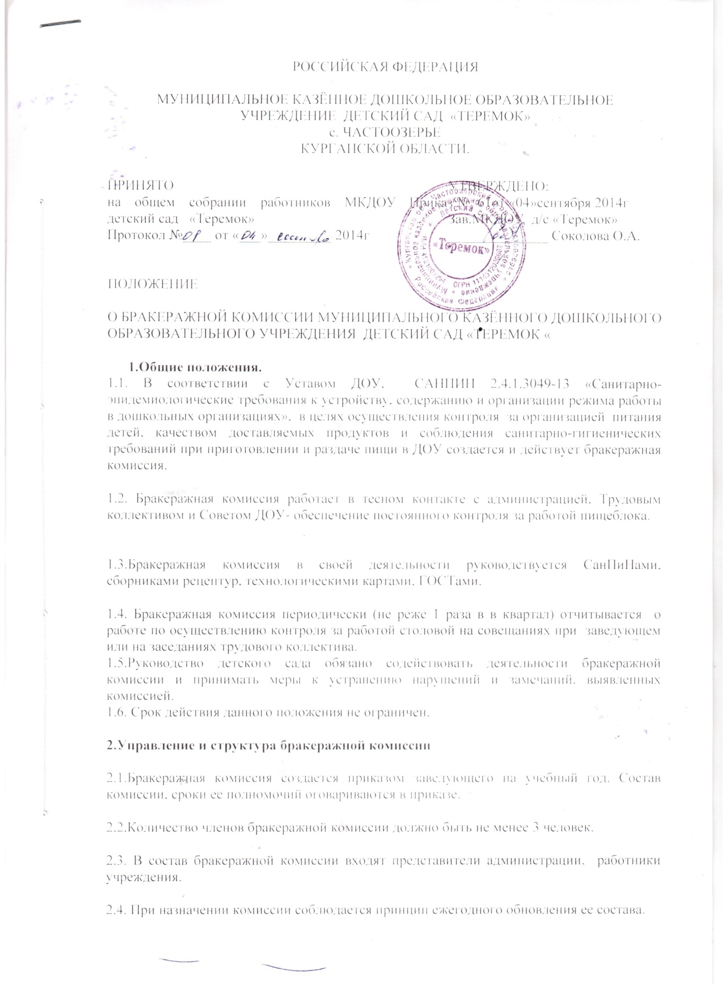 РОССИЙСКАЯ ФЕДЕРАЦИЯ
МУНИЦИПАЛЬНОЕ КАЗЁННОЕ ДОШКОЛЬНОЕ ОБРАЗОВАТЕЛЬНОЕ
УЧРЕЖДЕНИЕ ДЕТСКИЙ САД «ТЕРЕМОК»
с. ЧАСТООЗЕРЬЕ
КУРГАНСКОЙ ОБЛАСТИ.
ПРИНЯТО
на общем собрании работников МКДОУ
детский сад «Теремок»
Протокол № от «04» 2014г
УТВЕРЖДЕНО:
Приказ № от «04»сентября 2014г
Зав.МКДОУ д/с «Теремок»
Соколова О.А.
«Теремок»
Российская Федерация
ПОЛОЖЕНИЕ
О БРАКЕРАЖНОЙ КОМИССИИ МУНИЦИПАЛЬНОГО КАЗЁННОГО ДОШКОЛЬНОГО
ОБРАЗОВАТЕЛЬНОГО УЧРЕЖДЕНИЯ ДЕТСКИЙ САД «ТЕРЕМОК «
1.Общие положения.
1.1. В соответствии с Уставом ДОУ, САНПИН 2.4.1.3049-13 «Санитарно-
эпидемиологические требования к устройству, содержанию и организации режима работы
в дошкольных организациях», в целях осуществления контроля за организацией питания
детей, качеством доставляемых продуктов и соблюдения санитарно-гигиенических
требований при приготовлении и раздаче пищи в ДОУ создается и действует бракеражная
комиссия.
1.2. Бракеражная комиссия работает в тесном контакте с администрацией, Трудовым
коллективом и Советом ДОУ- обеспечение постоянного контроля за работой пищеблока.
1.3.Бракеражная комиссия в своей деятельности руководствуется СанПиНами,
сборниками рецептур, технологическими картами, ГОСТами.
1.4. Бракеражная комиссия периодически (не реже 1 раза в в квартал) отчитывается о
работе по осуществлению контроля за работой столовой на совещаниях при заведующем
или на заседаниях трудового коллектива.
1.5.Руководство детского сада обязано содействовать деятельности бракеражной
комиссии и принимать меры к устранению нарушений и замечаний, выявленных
комиссией.
1.6. Срок действия данного положения не ограничен.
2.Управление и структура бракеражной комиссии
2.1.Бракеражная комиссия создается приказом заведующего на учебный год. Состав
комиссии, сроки ее полномочий оговариваются в приказе.
2.2.Количество членов бракеражной комиссии должно быть не менее 3 человек.
2.3. В состав бракеражной комиссии входят представители администрации, работники
учреждения.
2.4. При назначении комиссии соблюдается принцип ежегодного обновления ее состава.